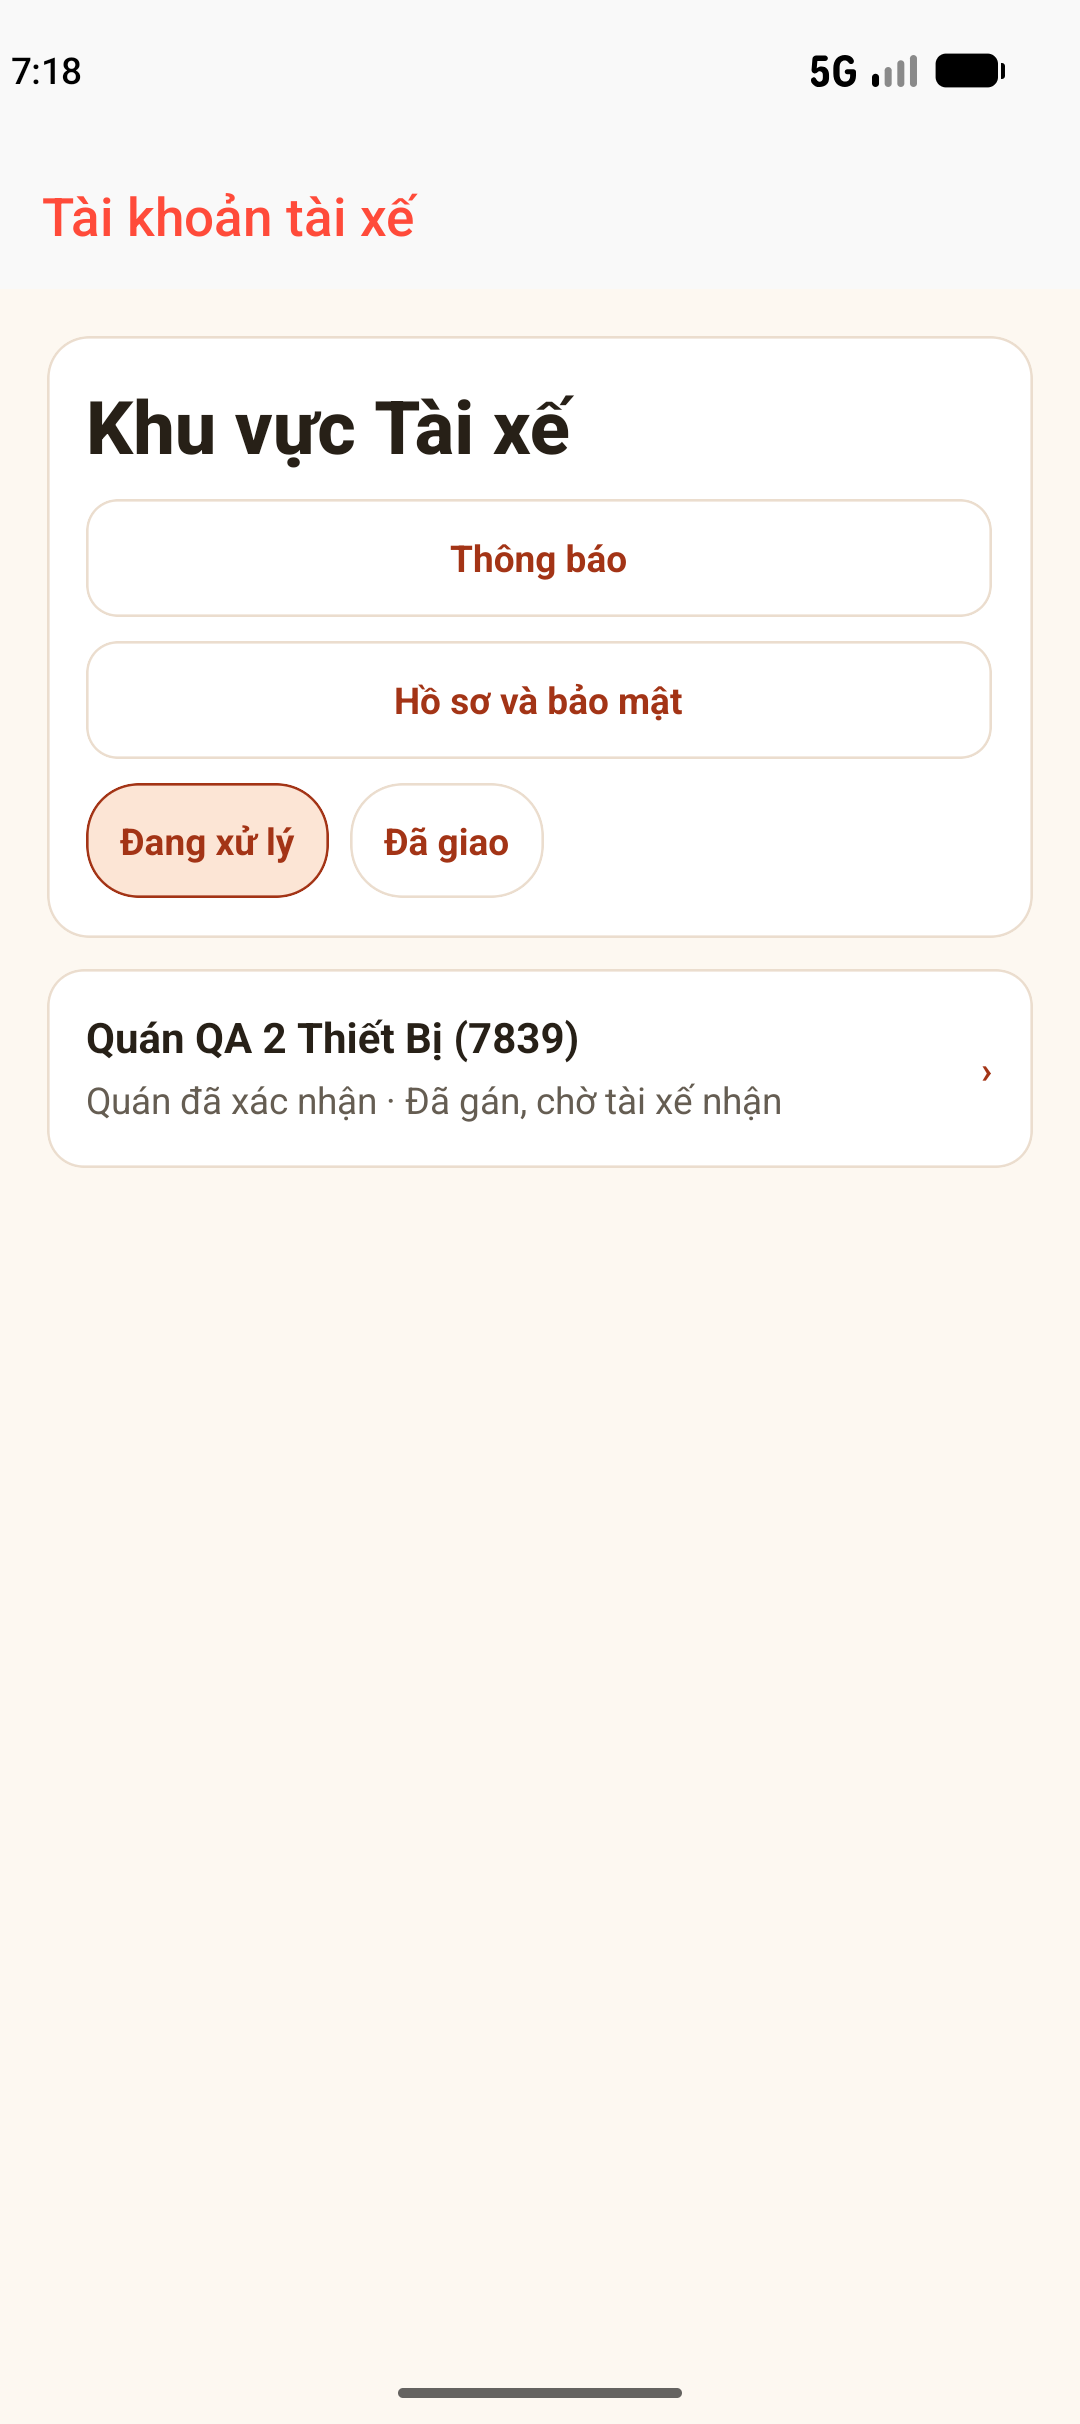 7:18
5G
Tài khoản tài xế
Khu vực Tài xế
Thông báo
Hồ sơ và bảo mật
Đang xử lý
Đã giao
Quán QA 2 Thiết Bị (7839)
Quán đã xác nhận · Đã gán, chờ tài xế nhận
›